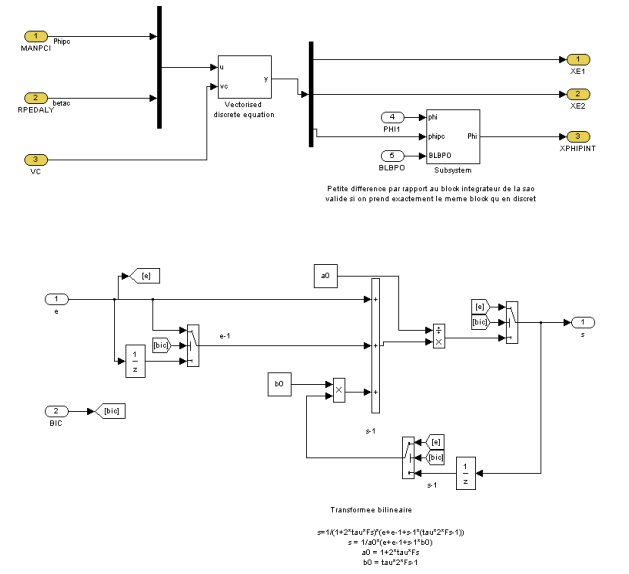 1
MANPCI
Phipc
2
RPEDALY
betac
3
VC
u
vc
y
Vectorised
discrete equation
1
XE1
2
XE2
3
XPHIPINT
4
PHI1
5
BLBPO
phi
phipc
BLBPO
Phi
Subsystem
Petite difference par rapport au block integrateur de la sao
valide si on prend exactement le meme block qu en discret
[e]
1
e
[bic]
1
z
e-1
2
BIC
[bic]
a0
b0
×
+
+
+
s-1
÷
×
[e]
[bic]
1
s
[e]
[bic]
s-1
1
z
Transformee bilineaire
s=1/(1+2*tau*Fs)*(e+e-1+s-1*(tau*2*Fs-1))
s = 1/a0*(e+e-1+s-1*b0)
a0 = 1+2*tau*Fs
b0 = tau*2*Fs-1